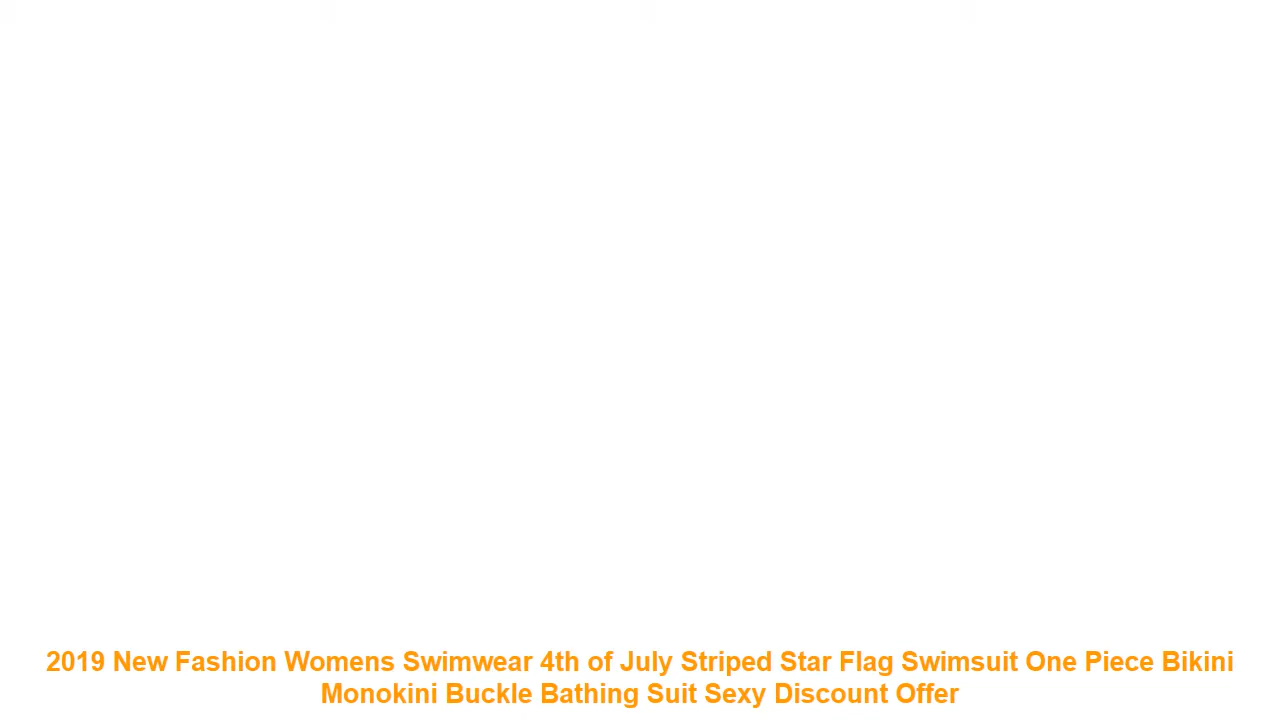 2019 New Fashion Womens Swimwear 4th of July Striped Star Flag Swimsuit One Piece Bikini
Monokini Buckle Bathing Suit Sexy Discount Offer